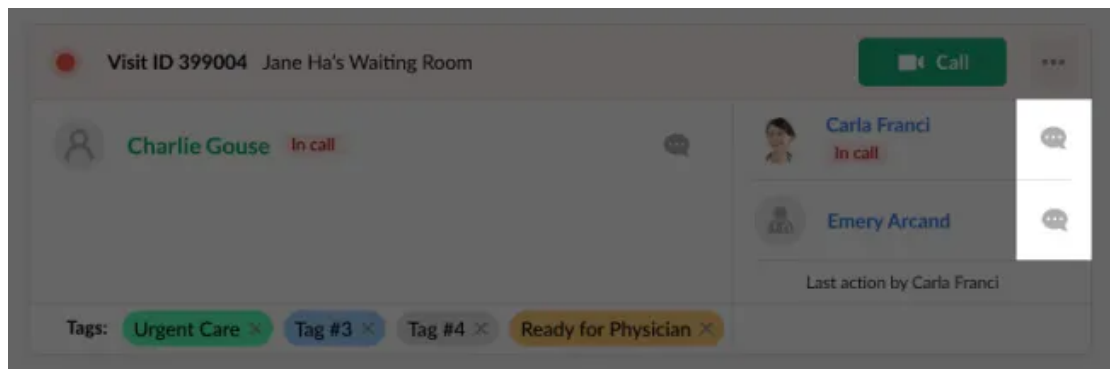 Visit ID 399004 Jane Ha's Waiting Room
Call
Charlie Gouse In call
Carla Franci
In call
Emery Arcand
Last action by Carla Franci
Tags: Urgent Care × Tag #3 × Tag #4 × Ready for Physician ×